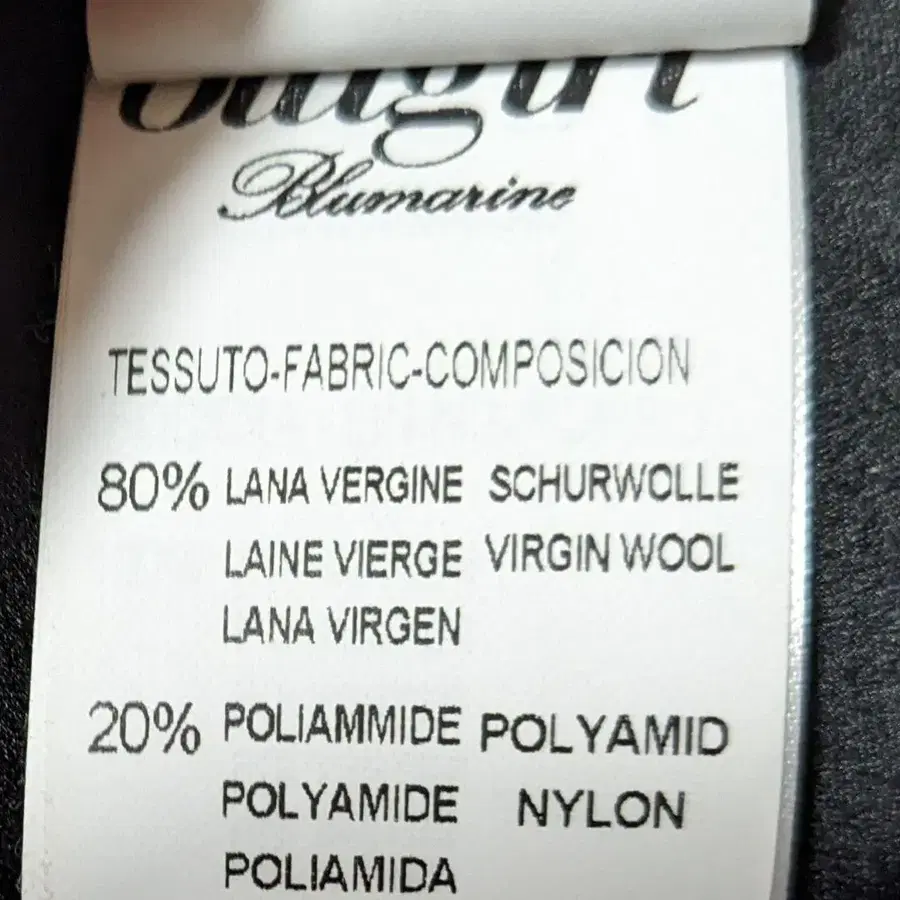 Blugirl
Blumarine
TESSUTO-FABRIC-COMPOSICION
80% LANA VERGINE SCHURWOLLE
LAINE VIERGE VIRGIN WOOL
LANA VIRGEN
20% POLIAMMIDE POLYAMID
POLYAMIDE NYLON
POLIAMIDA